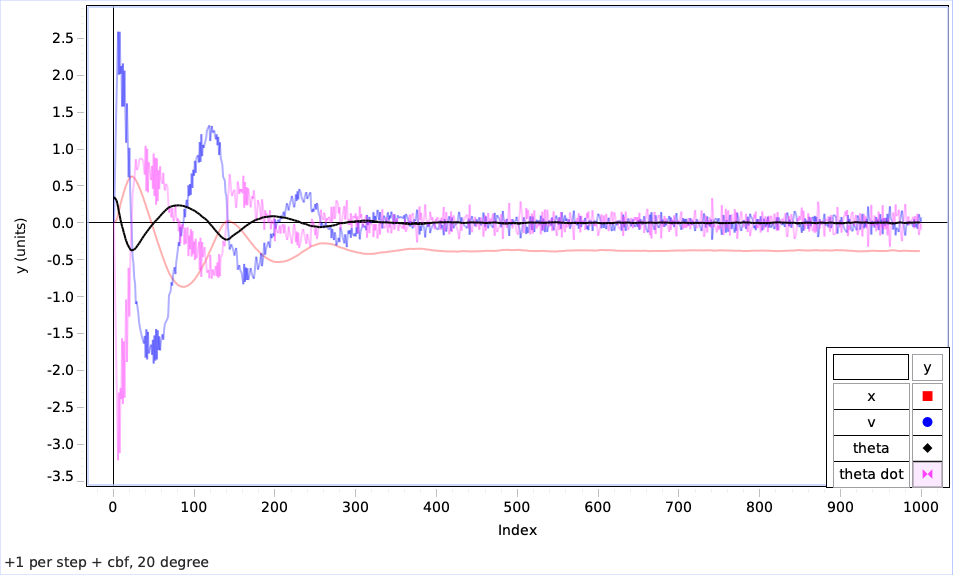 2.5
2.0
1.5
1.0
0.5
0.0
-0.5
-1.0
-1.5
-2.0
-2.5
-3.0
-3.5
y (units)
0 100 200 300 400 500 600 700 800 900 1000
Index
y
x
v
theta
theta dot
+1 per step + cbf, 20 degree